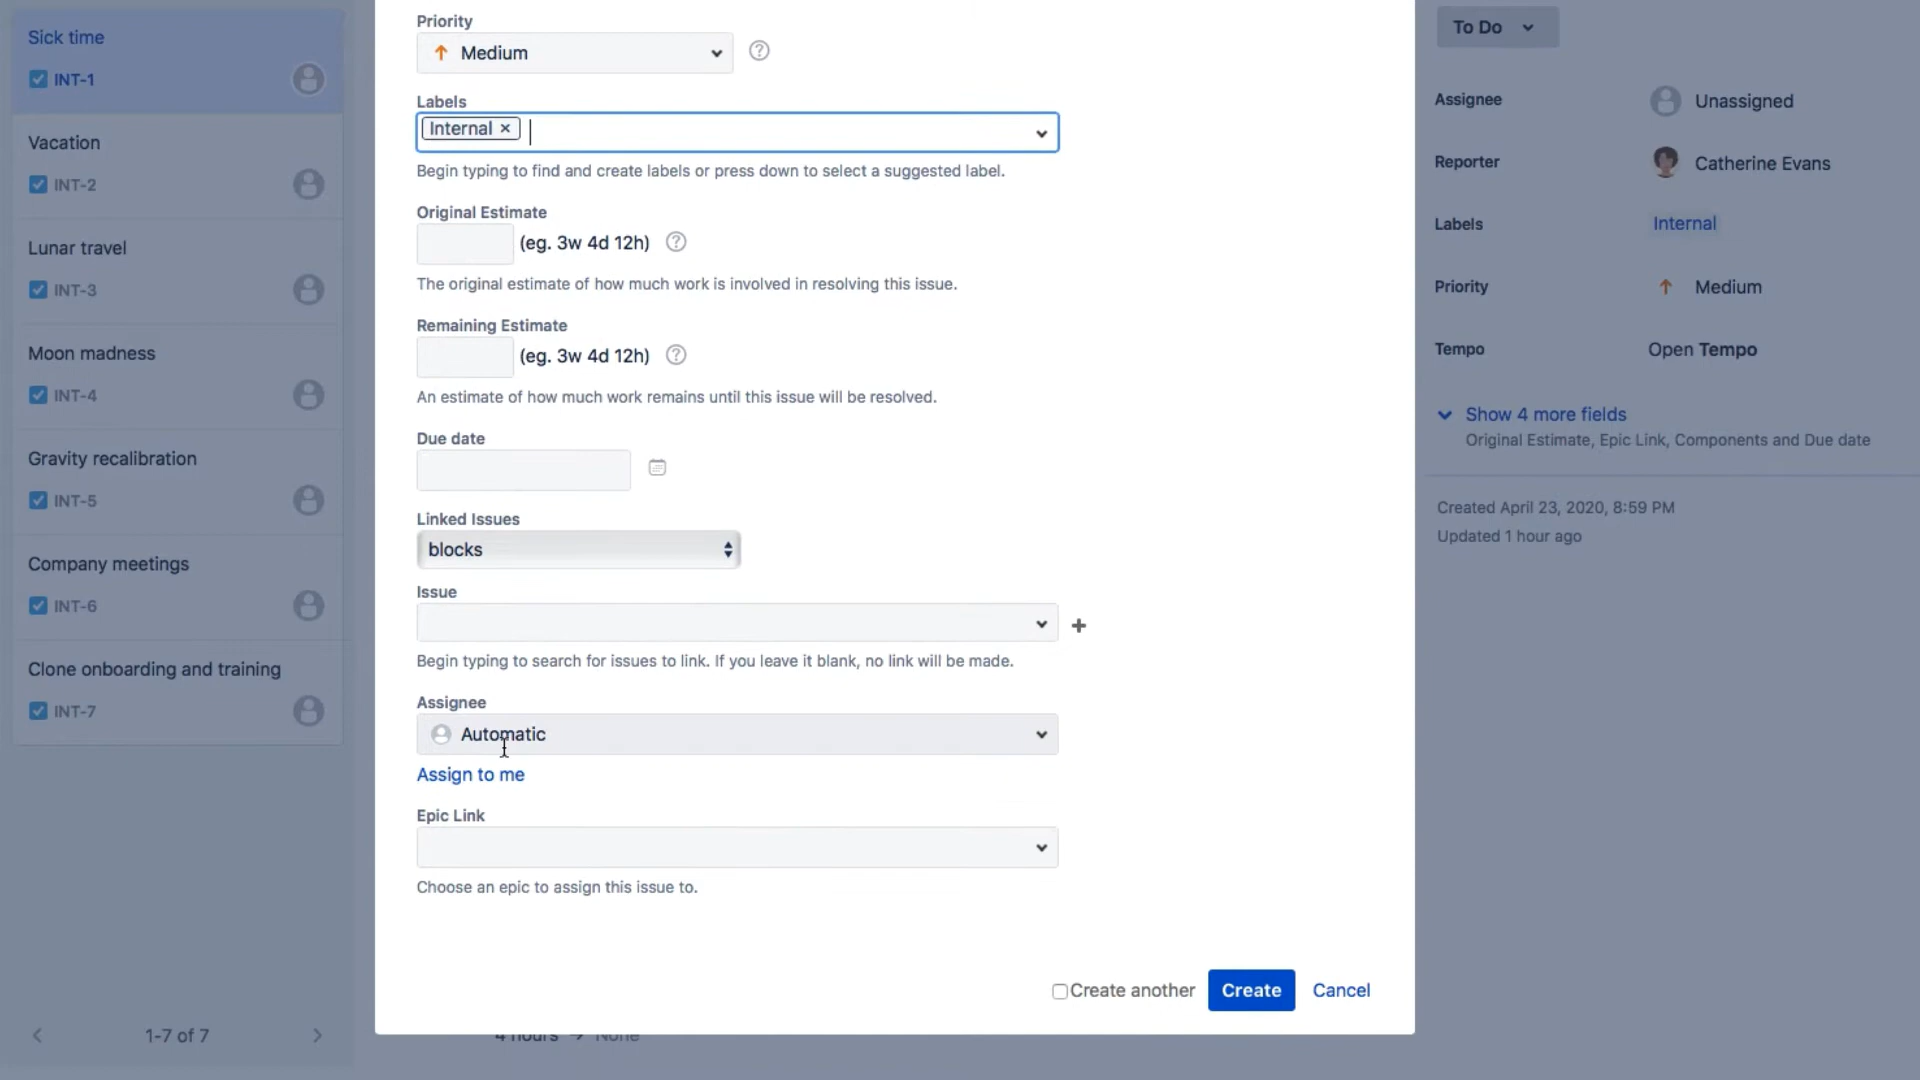 Sick time
INT-1
Vacation
INT-2
Lunar travel
INT-3
Moon madness
INT-4
Gravity recalibration
INT-5
Company meetings
INT-6
Clone onboarding and training
INT-7
1-7 of 7
Priority
Medium
Labels
Internal ×
Begin typing to find and create labels or press down to select a suggested label.
Original Estimate
(eg. 3w 4d 12h)
The original estimate of how much work is involved in resolving this issue.
Remaining Estimate
(eg. 3w 4d 12h)
An estimate of how much work remains until this issue will be resolved.
Due date
Linked Issues
blocks
Issue
Begin typing to search for issues to link. If you leave it blank, no link will be made.
Assignee
Automatic
Assign to me
Epic Link
Choose an epic to assign this issue to.
Create another Create Cancel
4 hours → None
To Do
Assignee Unassigned
Reporter Catherine Evans
Labels Internal
Priority Medium
Tempo Open Tempo
Show 4 more fields
Original Estimate, Epic Link, Components and Due date
Created April 23, 2020, 8:59 PM
Updated 1 hour ago